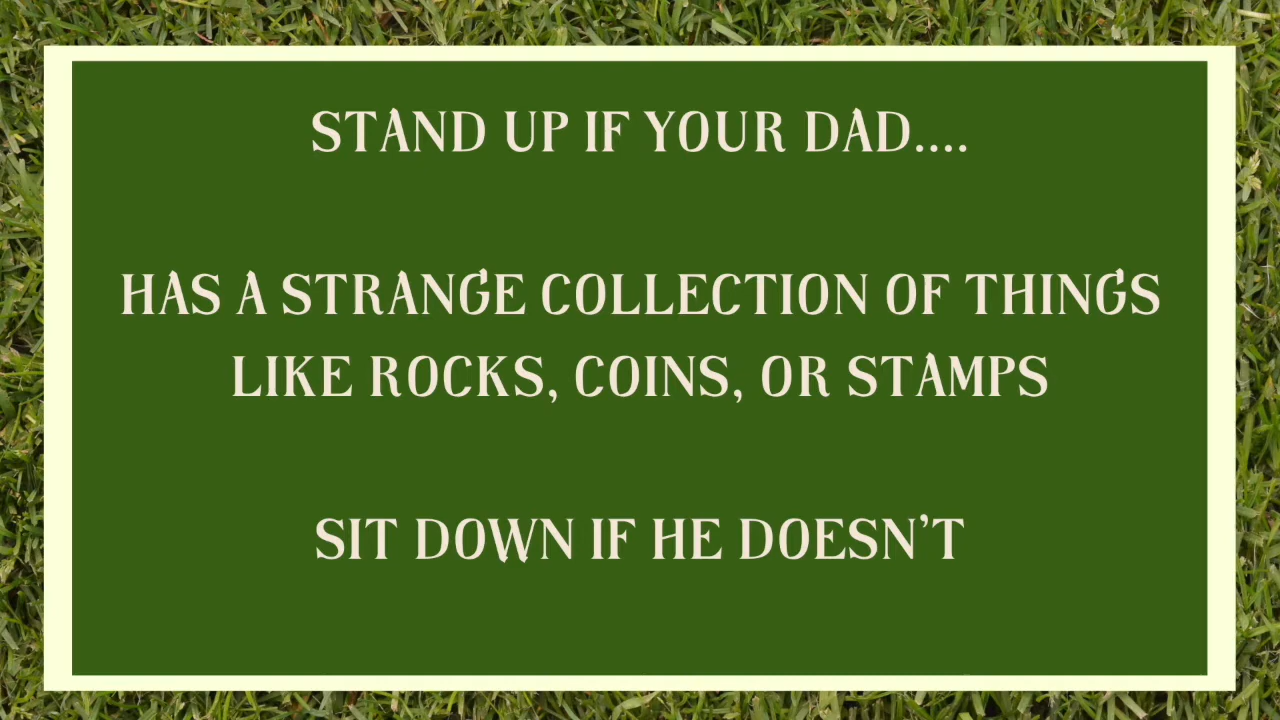 STAND UP IF YOUR DAD....
HAS A STRANGE COLLECTION OF THINGS
LIKE ROCKS, COINS, OR STAMPS
SIT DOWN IF HE DOESN'T